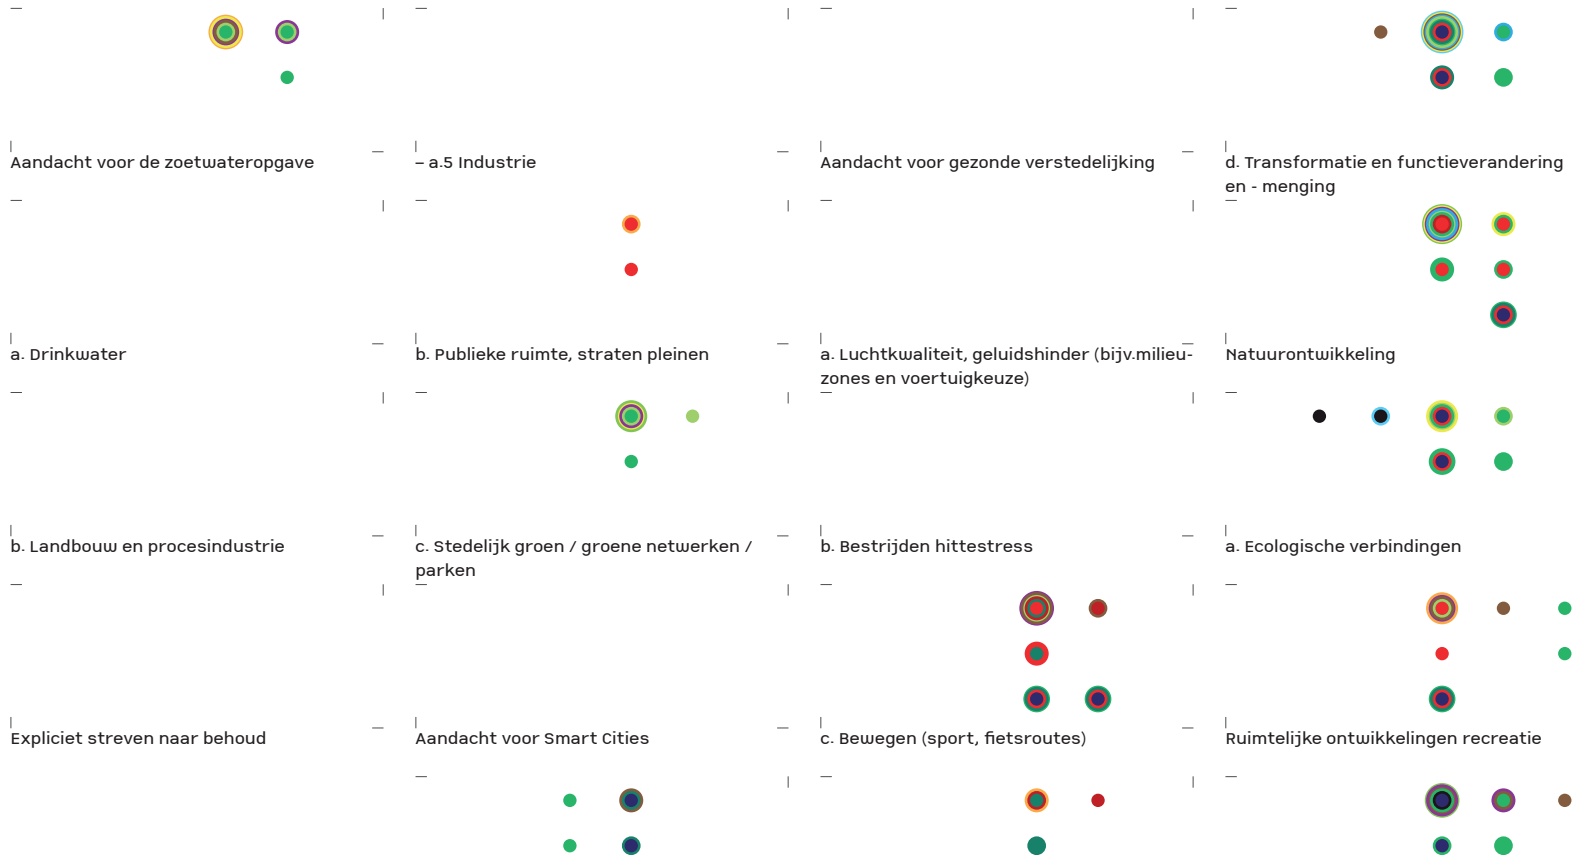 Aandacht voor de zoetwateropgave
– a.5 Industrie
Aandacht voor gezonde verstedelijking
d. Transformatie en functieverandering
en - menging
a. Drinkwater
b. Publieke ruimte, straten pleinen
a. Luchtkwaliteit, geluidshinder (bijv.milieu-
zones en voertuigkeuze)
Natuurontwikkeling
b. Landbouw en procesindustrie
c. Stedelijk groen / groene netwerken /
parken
b. Bestrijden hittestress
a. Ecologische verbindingen
Expliciet streven naar behoud
Aandacht voor Smart Cities
c. Bewegen (sport, fietsroutes)
Ruimtelijke ontwikkelingen recreatie